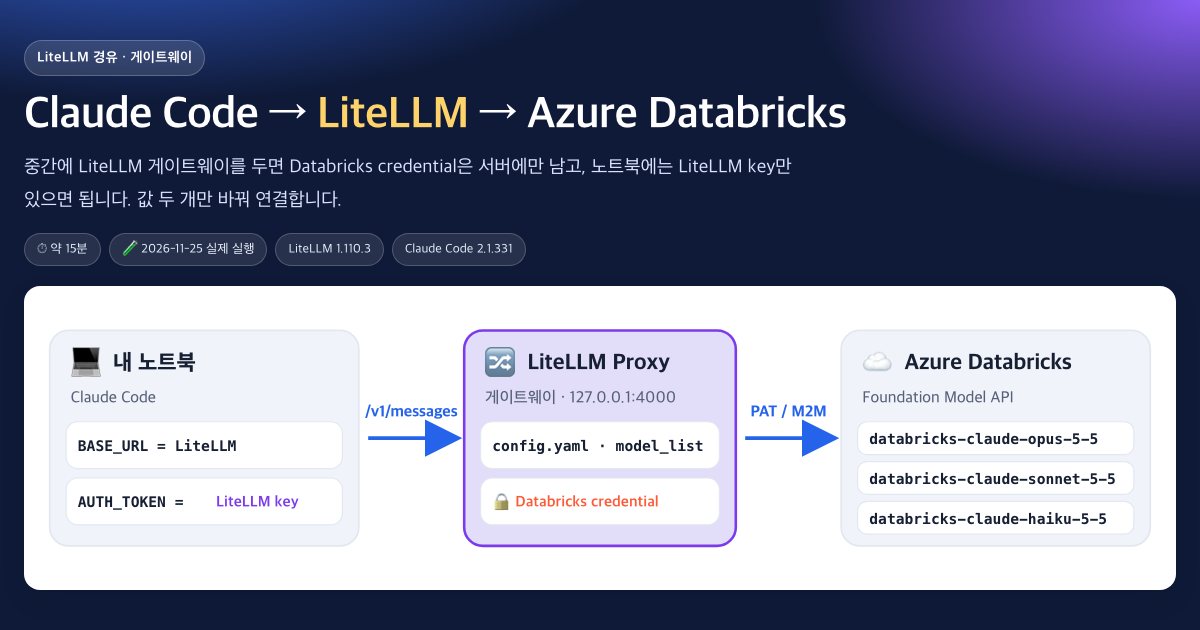 LiteLLM 경유 · 게이트웨이
Claude Code → LiteLLM → Azure Databricks
중간에 LiteLLM 게이트웨이를 두면 Databricks credential은 서버에만 남고, 노트북에는 LiteLLM key만
있으면 됩니다. 값 두 개만 바꿔 연결합니다.
⏱ 약 15분
🧪 2026-11-25 실제 실행
LiteLLM 1.110.3
Claude Code 2.1.331
💻 내 노트북
Claude Code
BASE_URL = LiteLLM
AUTH_TOKEN = LiteLLM key
/v1/messages
🔀 LiteLLM Proxy
게이트웨이 · 127.0.0.1:4000
config.yaml · model_list
🔒 Databricks credential
PAT / M2M
☁️ Azure Databricks
Foundation Model API
databricks-claude-opus-5-5
databricks-claude-sonnet-5-5
databricks-claude-haiku-5-5